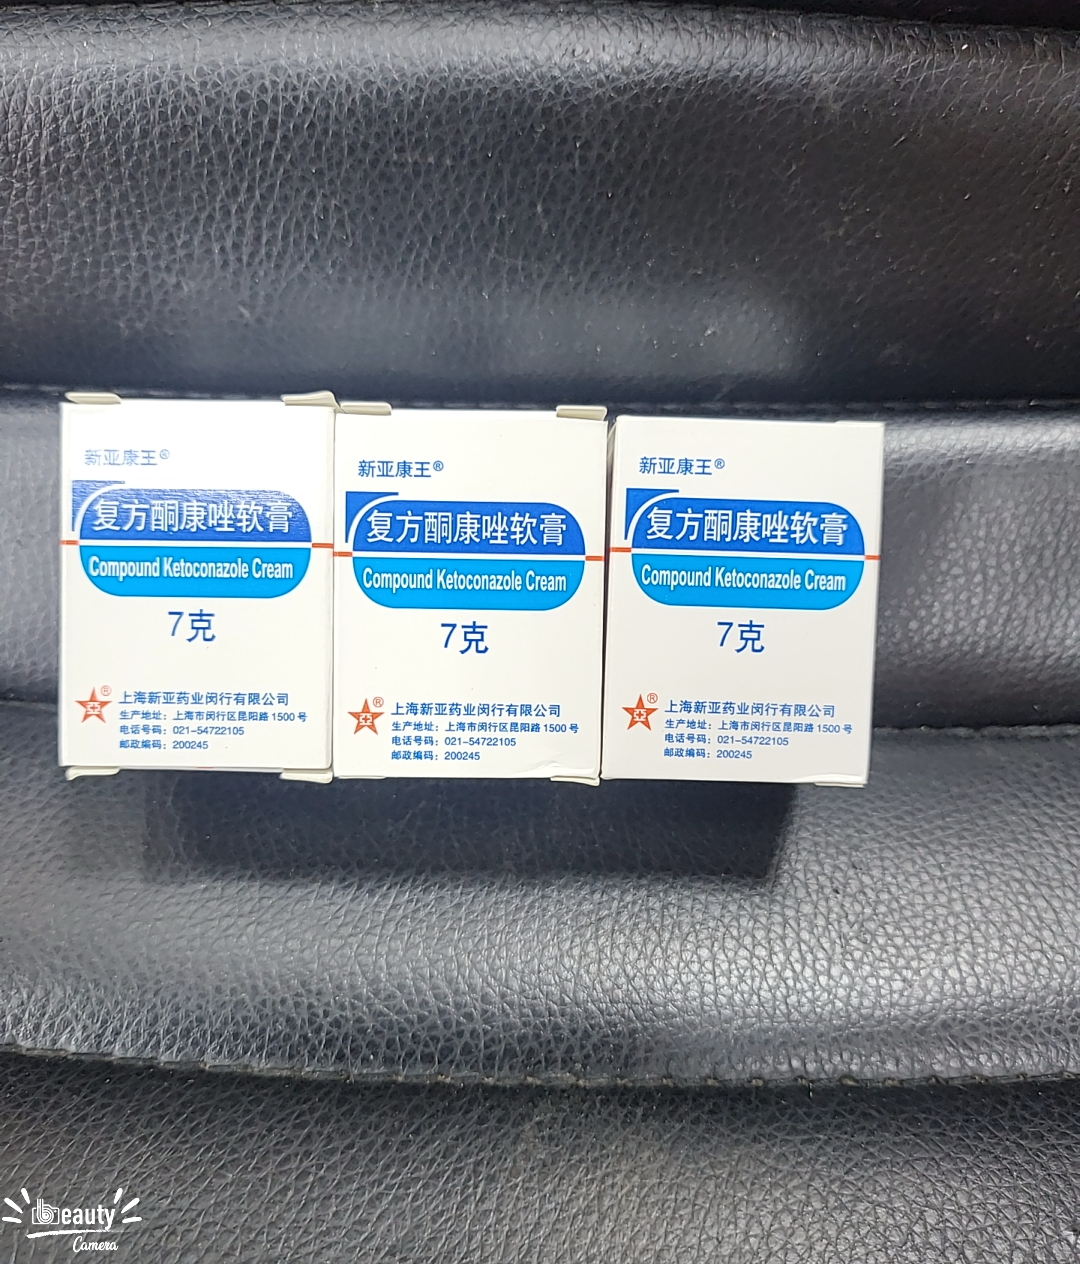 新亚康王®
复方酮康唑软膏
Compound Ketoconazole Cream
7克
亞®
上海新亚药业闵行有限公司
生产地址：上海市闵行区昆阳路1500号
电话号码：021-54722105
邮政编码：200245
新亚康王®
复方酮康唑软膏
Compound Ketoconazole Cream
7克
亞®
上海新亚药业闵行有限公司
生产地址：上海市闵行区昆阳路1500号
电话号码：021-54722105
邮政编码：200245
新亚康王®
复方酮康唑软膏
Compound Ketoconazole Cream
7克
亞®
上海新亚药业闵行有限公司
生产地址：上海市闵行区昆阳路1500号
电话号码：021-54722105
邮政编码：200245
beauty
Camera